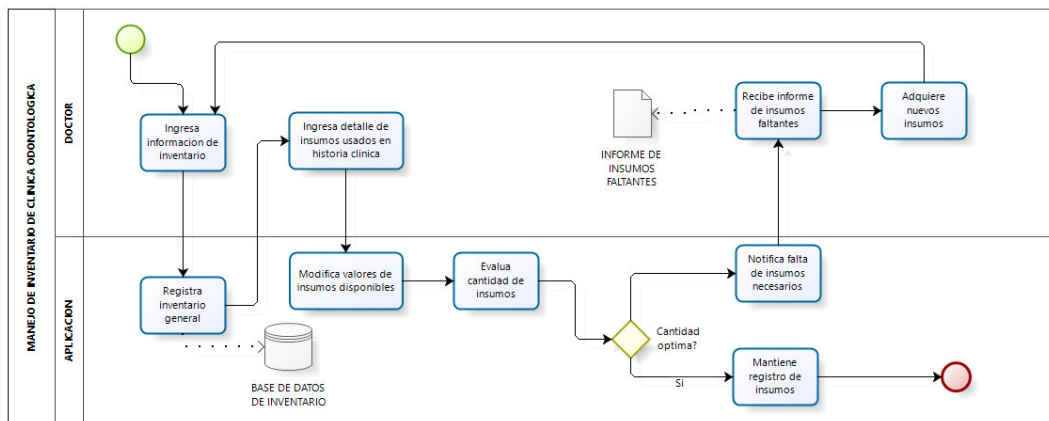 MANEJO DE INVENTARIO DE CLINICA ODONTOLOGICA
DOCTOR
Ingresa
informacion de
inventario
Ingresa detalle de
insumos usados en
historia clinica
INFORME DE
INSUMOS
FALTANTES
Recibe informe
de insumos
faltantes
Adquiere
nuevos
insumos
APLICACION
Registra
inventario
general
BASE DE DATOS
DE INVENTARIO
Modifica valores de
insumos disponibles
Evalua
cantidad de
insumos
Cantidad
optima?
Si
Notifica falta
de insumos
necesarios
Mantiene
registro de
insumos